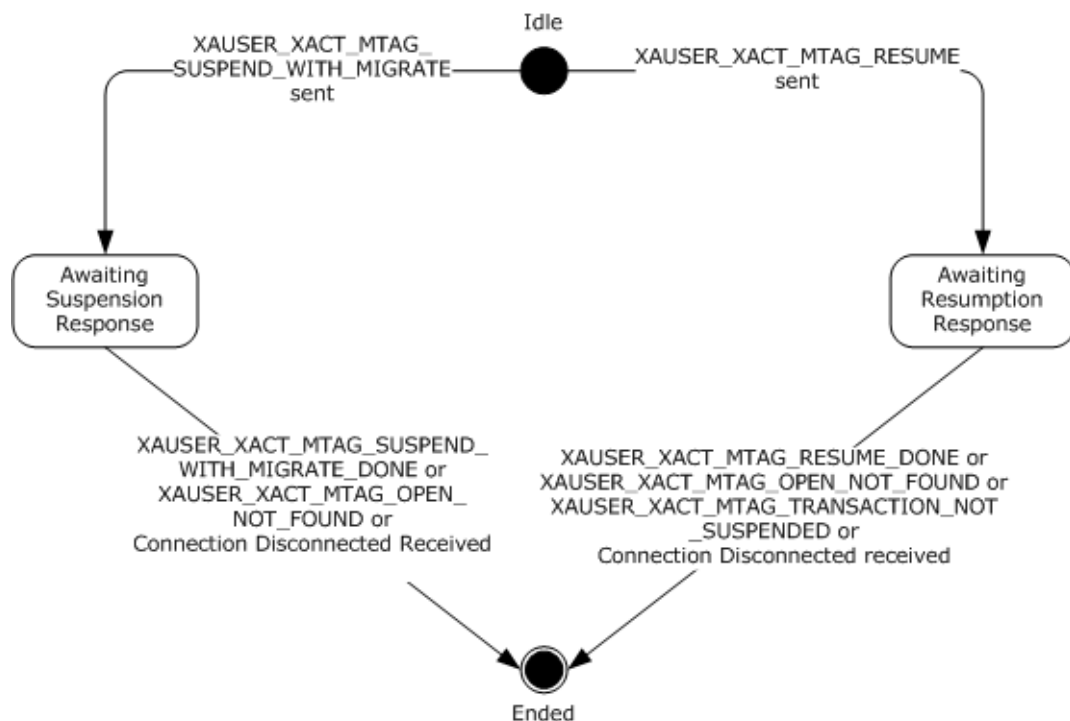 Idle
XAUSER_XACT_MTAG_
SUSPEND_WITH_MIGRATE
sent
XAUSER_XACT_MTAG_RESUME
sent
Awaiting
Suspension
Response
Awaiting
Resumption
Response
XAUSER_XACT_MTAG_SUSPEND_
WITH_MIGRATE_DONE or
XAUSER_XACT_MTAG_OPEN_
NOT_FOUND or
Connection Disconnected Received
XAUSER_XACT_MTAG_RESUME_DONE or
XAUSER_XACT_MTAG_OPEN_NOT_FOUND or
XAUSER_XACT_MTAG_TRANSACTION_NOT
_SUSPENDED or
Connection Disconnected received
Ended